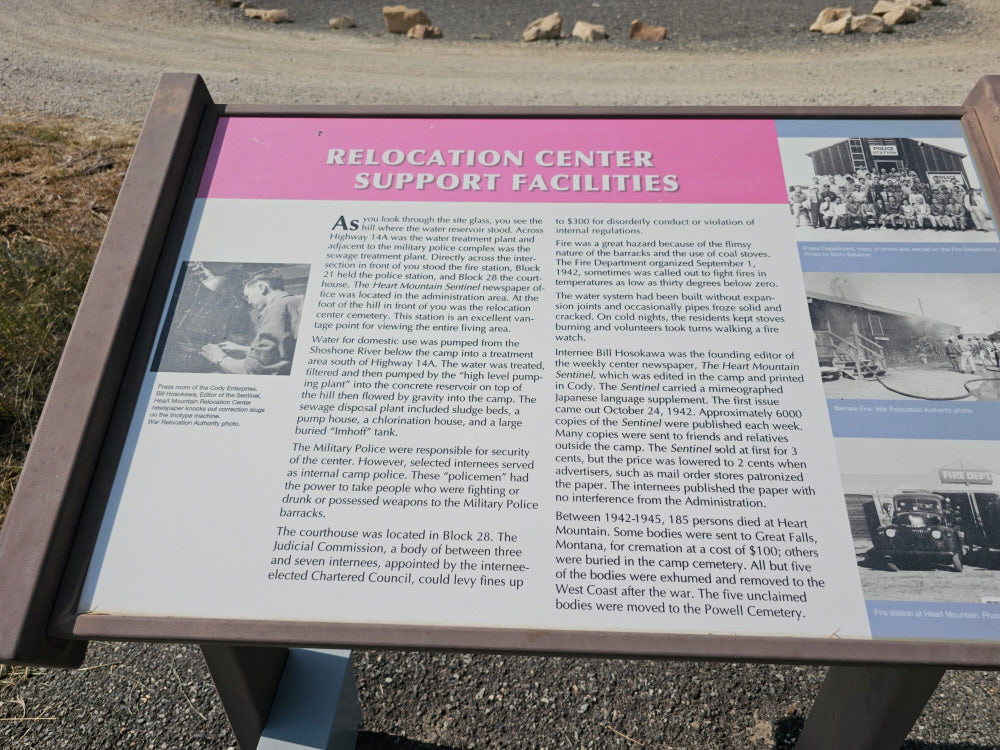 RELOCATION CENTER
SUPPORT FACILITIES
As you look through the site glass, you see the
hill where the water reservoir stood. Across
Highway 14A was the water treatment plant and
adjacent to the military police complex was the
sewage treatment plant. Directly across the inter-
section in front of you stood the fire station, Block
21 held the police station, and Block 28 the court-
house. The Heart Mountain Sentinel newspaper of-
fice was located in the administration area. At the
foot of the hill in front of you was the relocation
center cemetery. This station is an excellent van-
tage point for viewing the entire living area.
Water for domestic use was pumped from the
Shoshone River below the camp into a treatment
area south of Highway 14A. The water was treated,
filtered and then pumped by the “high level pump-
ing plant” into the concrete reservoir on top of
the hill then flowed by gravity into the camp. The
sewage disposal plant included sludge beds, a
pump house, a chlorination house, and a large
buried “Imhoff” tank.
The Military Police were responsible for security
of the center. However, selected internees served
as internal camp police. These “policemen” had
the power to take people who were fighting or
drunk or possessed weapons to the Military Police
barracks.
The courthouse was located in Block 28. The
Judicial Commission, a body of between three
and seven internees, appointed by the internee-
elected Chartered Council, could levy fines up
to $300 for disorderly conduct or violation of
internal regulations.
Fire was a great hazard because of the flimsy
nature of the barracks and the use of coal stoves.
The Fire Department organized September 1,
1942, sometimes was called out to fight fires in
temperatures as low as thirty degrees below zero.
The water system had been built without expan-
sion joints and occasionally pipes froze solid and
cracked. On cold nights, the residents kept stoves
burning and volunteers took turns walking a fire
watch.
Internee Bill Hosokawa was the founding editor of
the weekly center newspaper, The Heart Mountain
Sentinel, which was edited in the camp and printed
in Cody. The Sentinel carried a mimeographed
Japanese language supplement. The first issue
came out October 24, 1942. Approximately 6000
copies of the Sentinel were published each week.
Many copies were sent to friends and relatives
outside the camp. The Sentinel sold at first for 3
cents, but the price was lowered to 2 cents when
advertisers, such as mail order stores patronized
the paper. The internees published the paper with
no interference from the Administration.
Between 1942-1945, 185 persons died at Heart
Mountain. Some bodies were sent to Great Falls,
Montana, for cremation at a cost of $100; others
were buried in the camp cemetery. All but five
of the bodies were exhumed and removed to the
West Coast after the war. The five unclaimed
bodies were moved to the Powell Cemetery.
Press room of the Cody Enterprise,
Bill Hosokawa, Editor of the Sentinel,
Heart Mountain Relocation Center
newspaper knocks out correction slugs
on the linotype machine.
War Relocation Authority photo.
POLICE
STATION
POLICE
STATION
Police Department, many of whom also served on the Fire Department
Photo by Eiichi
Barrack Fire, War Relocation Authority photo.
FIRE DEPT
Fire station at Heart Mountain. Photo